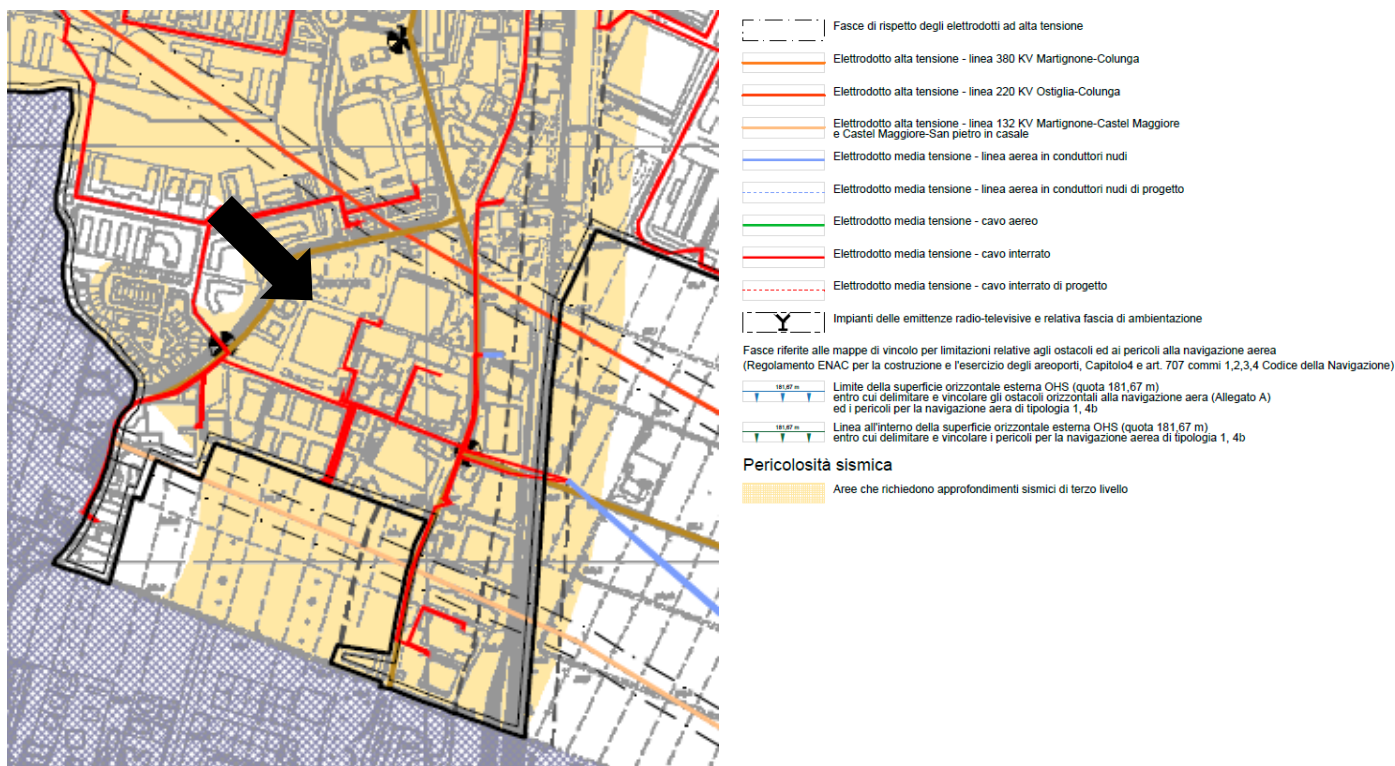 Fasce di rispetto degli elettrodotti ad alta tensione
Elettrodotto alta tensione - linea 380 KV Martignone-Colunga
Elettrodotto alta tensione - linea 220 KV Ostiglia-Colunga
Elettrodotto alta tensione - linea 132 KV Martignone-Castel Maggiore
e Castel Maggiore-San pietro in casale
Elettrodotto media tensione - linea aerea in conduttori nudi
Elettrodotto media tensione - linea aerea in conduttori nudi di progetto
Elettrodotto media tensione - cavo aereo
Elettrodotto media tensione - cavo interrato
Elettrodotto media tensione - cavo interrato di progetto
Impianti delle emittenze radio-televisive e relativa fascia di ambientazione
Fasce riferite alle mappe di vincolo per limitazioni relative agli ostacoli ed ai pericoli alla navigazione aerea
(Regolamento ENAC per la costruzione e l'esercizio degli areoporti, Capitolo4 e art. 707 commi 1,2,3,4 Codice della Navigazione)
181,67 m
Limite della superficie orizzontale esterna OHS (quota 181,67 m)
entro cui delimitare e vincolare gli ostacoli orizzontali alla navigazione aera (Allegato A)
ed i pericoli per la navigazione aera di tipologia 1, 4b
181,67 m
Linea all'interno della superficie orizzontale esterna OHS (quota 181,67 m)
entro cui delimitare e vincolare i pericoli per la navigazione aerea di tipologia 1, 4b
Pericolosità sismica
Aree che richiedono approfondimenti sismici di terzo livello